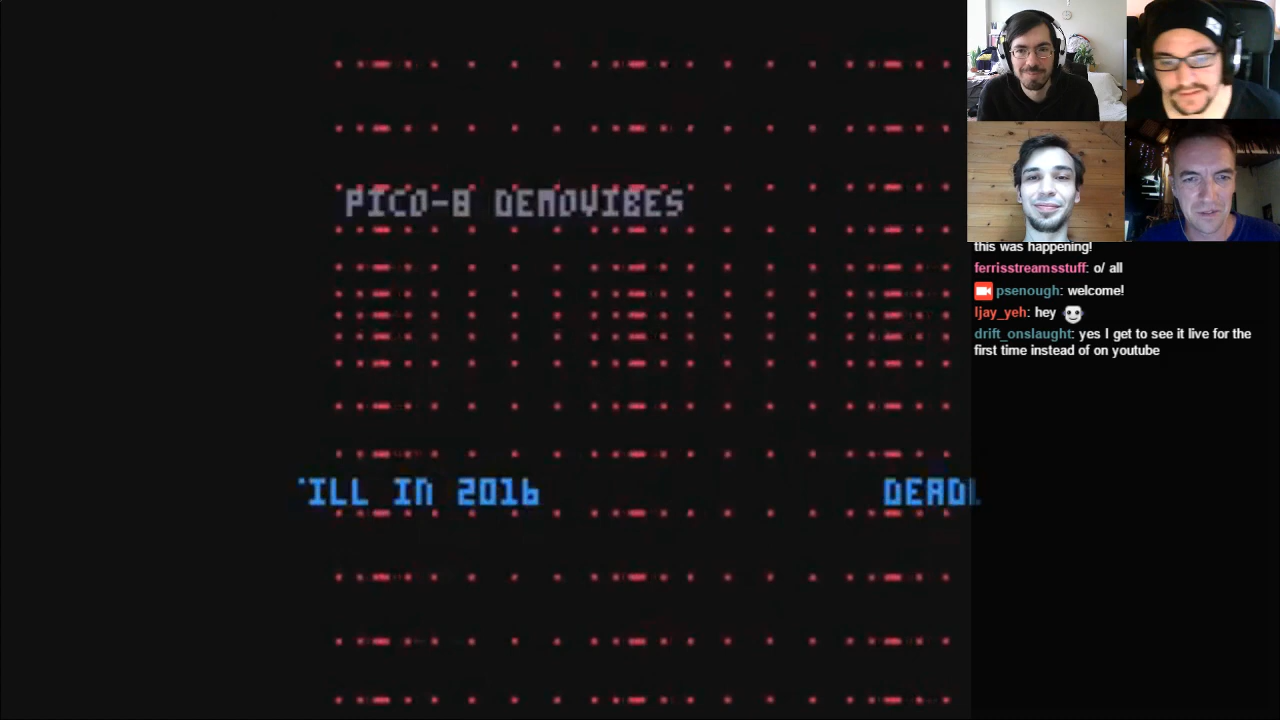 PICO-8 DEMOVIBES
'ILL IN 2016
DEADL
this was happening!
ferrisstreamsstuff: o/ all
psenough: welcome!
ljay_yeh: hey
drift_onslaught: yes I get to see it live for the
first time instead of on youtube